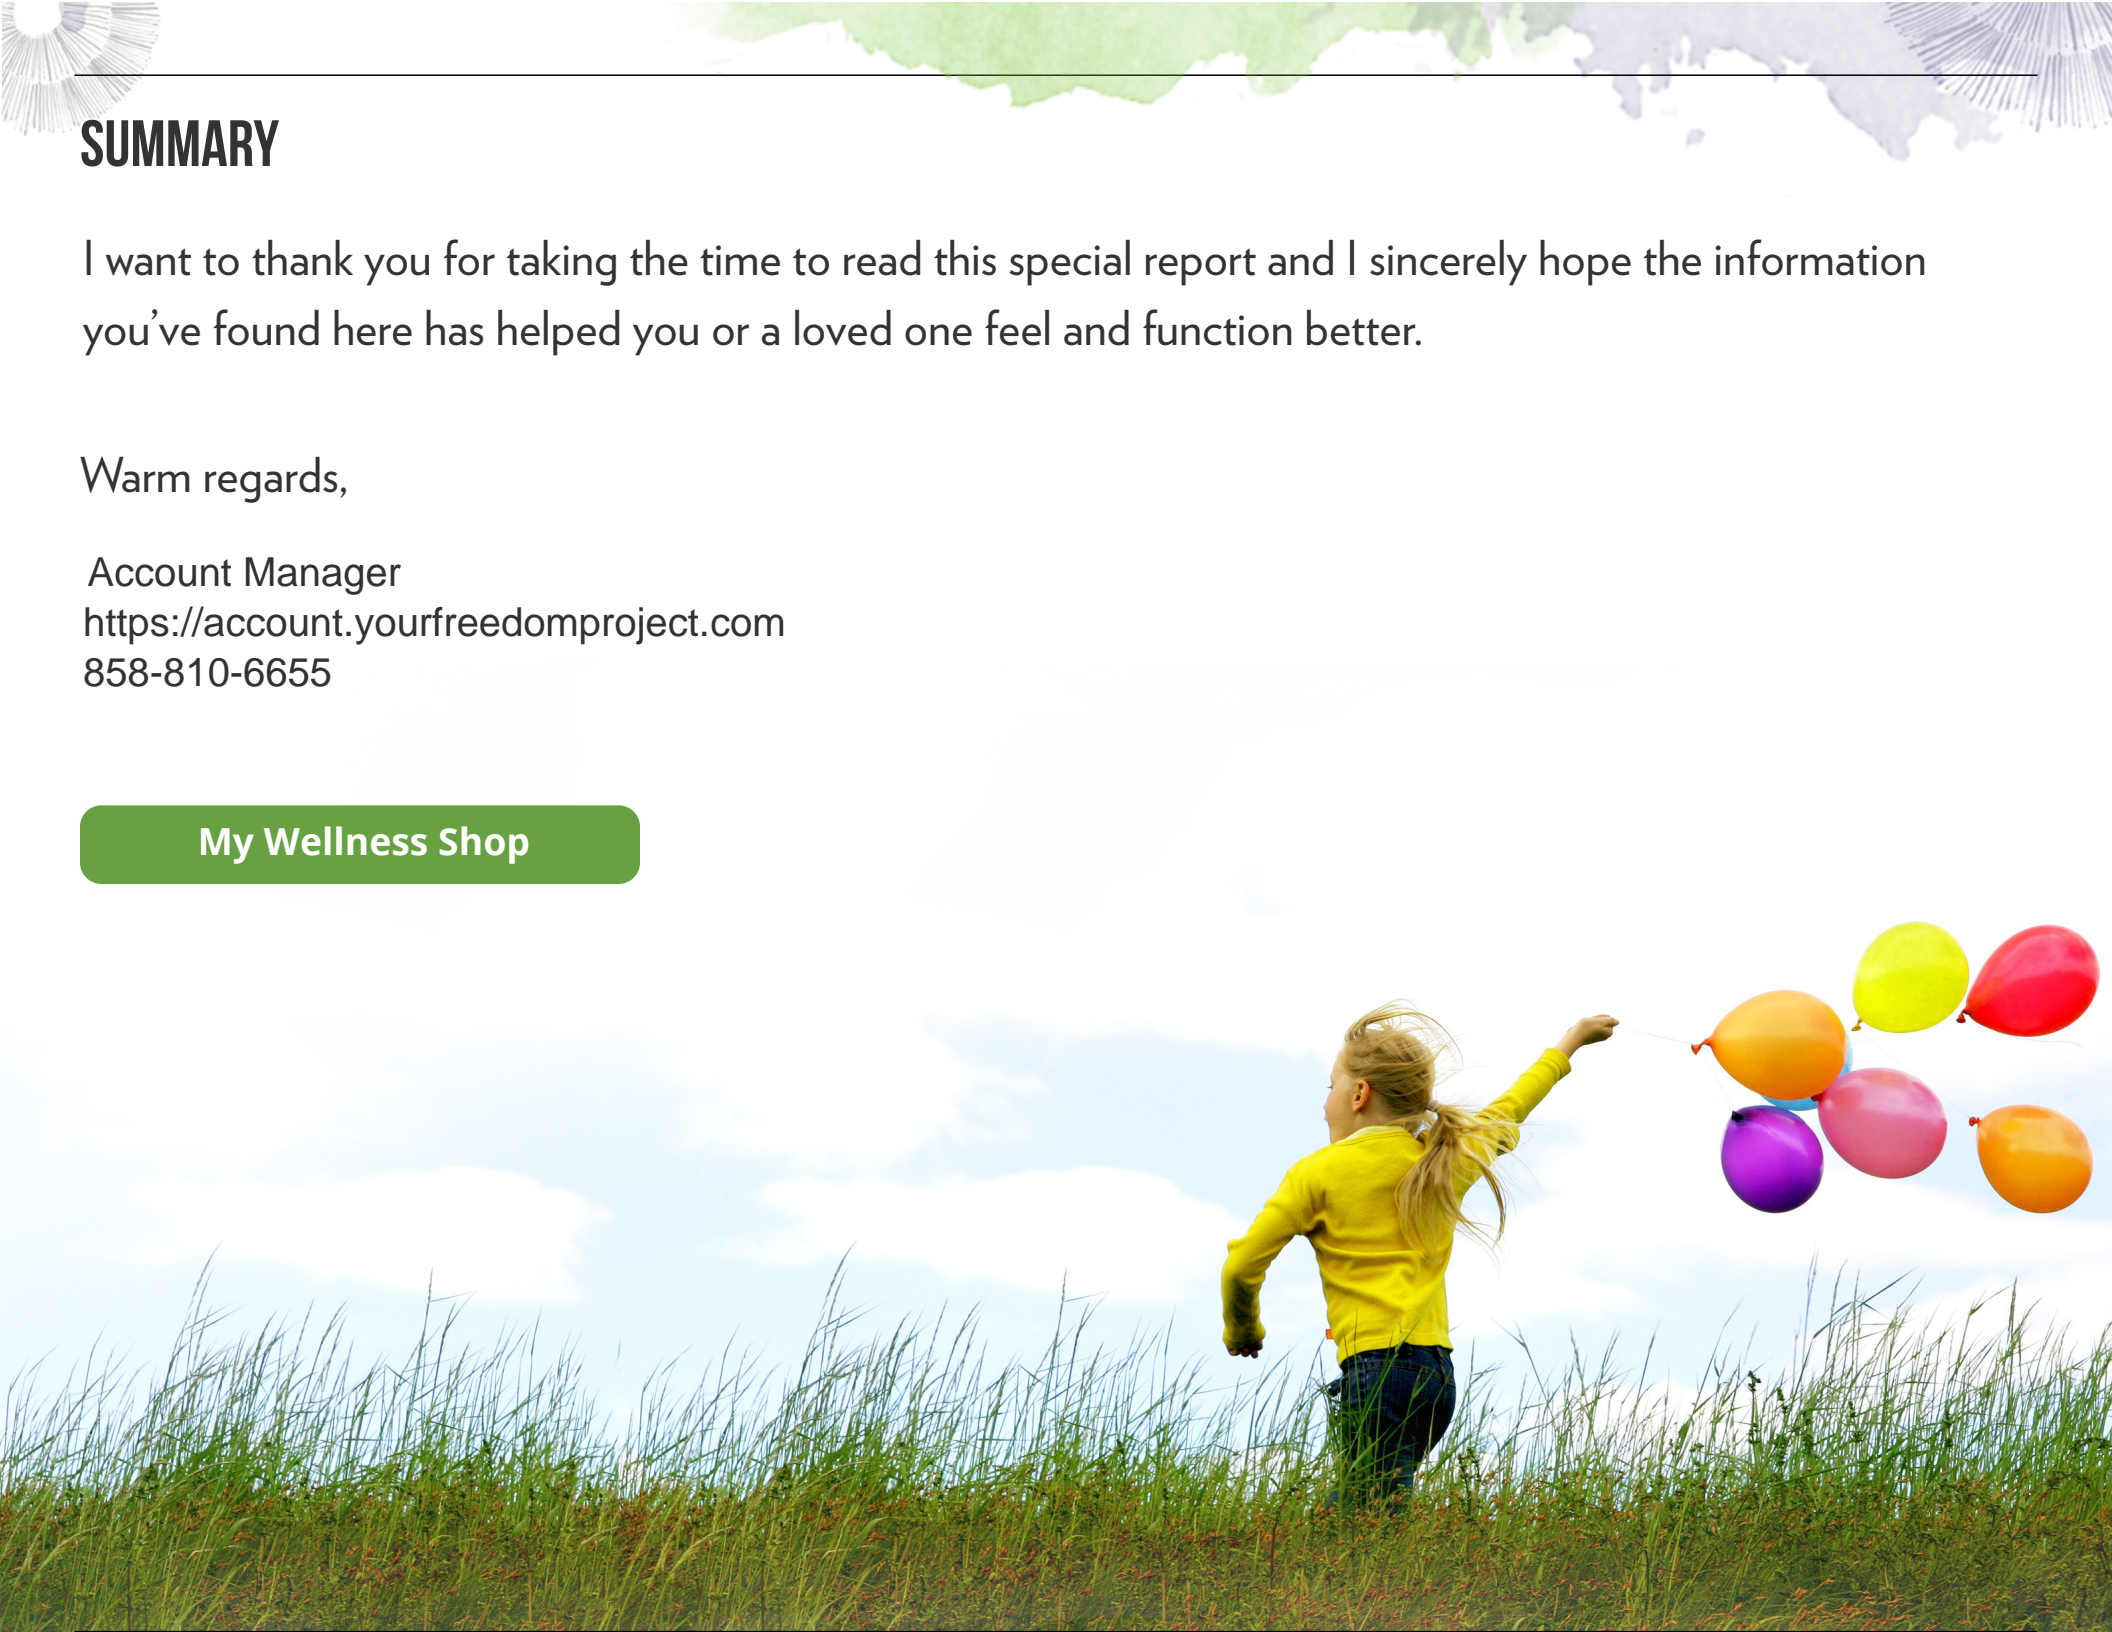 SUMMARY
I want to thank you for taking the time to read this special report and I sincerely hope the information
you’ve found here has helped you or a loved one feel and function better.
Warm regards,
Account Manager
https://account.yourfreedomproject.com
858-810-6655
My Wellness Shop